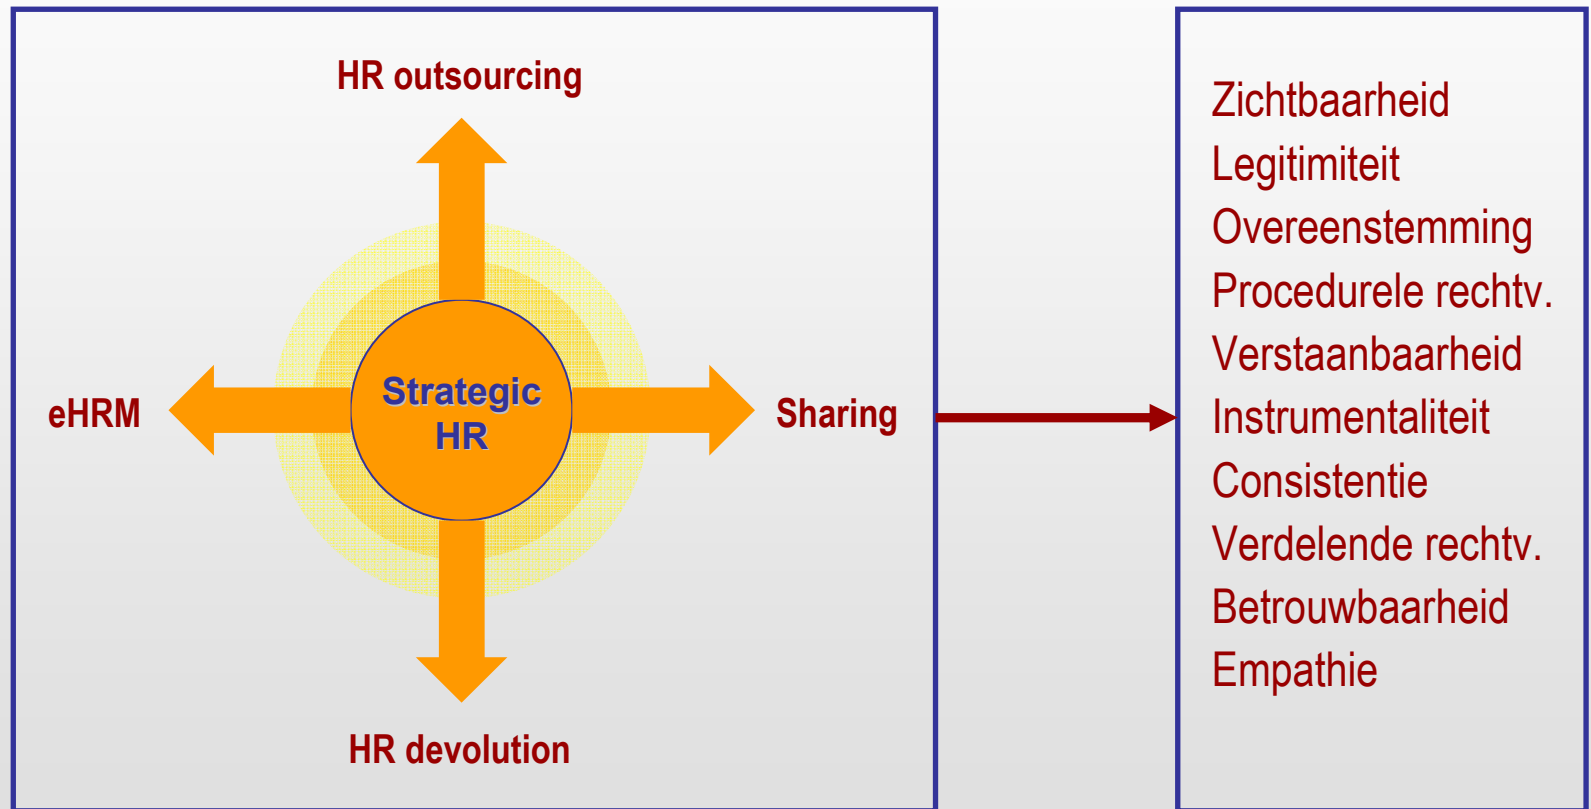 HR outsourcing
eHRM
Strategic
HR
Sharing
HR devolution
Zichtbaarheid
Legitimiteit
Overeenstemming
Procedurele rechtv.
Verstaanbaarheid
Instrumentaliteit
Consistentie
Verdelende rechtv.
Betrouwbaarheid
Empathie